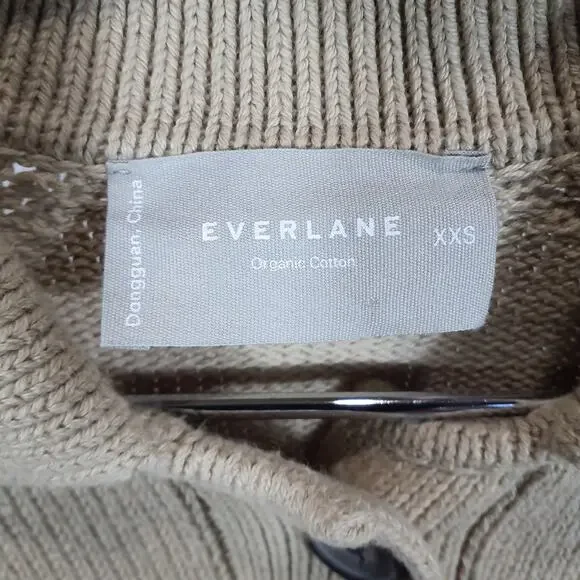 EVERLANE
XXS
Organic Cotton
Dongguan, China